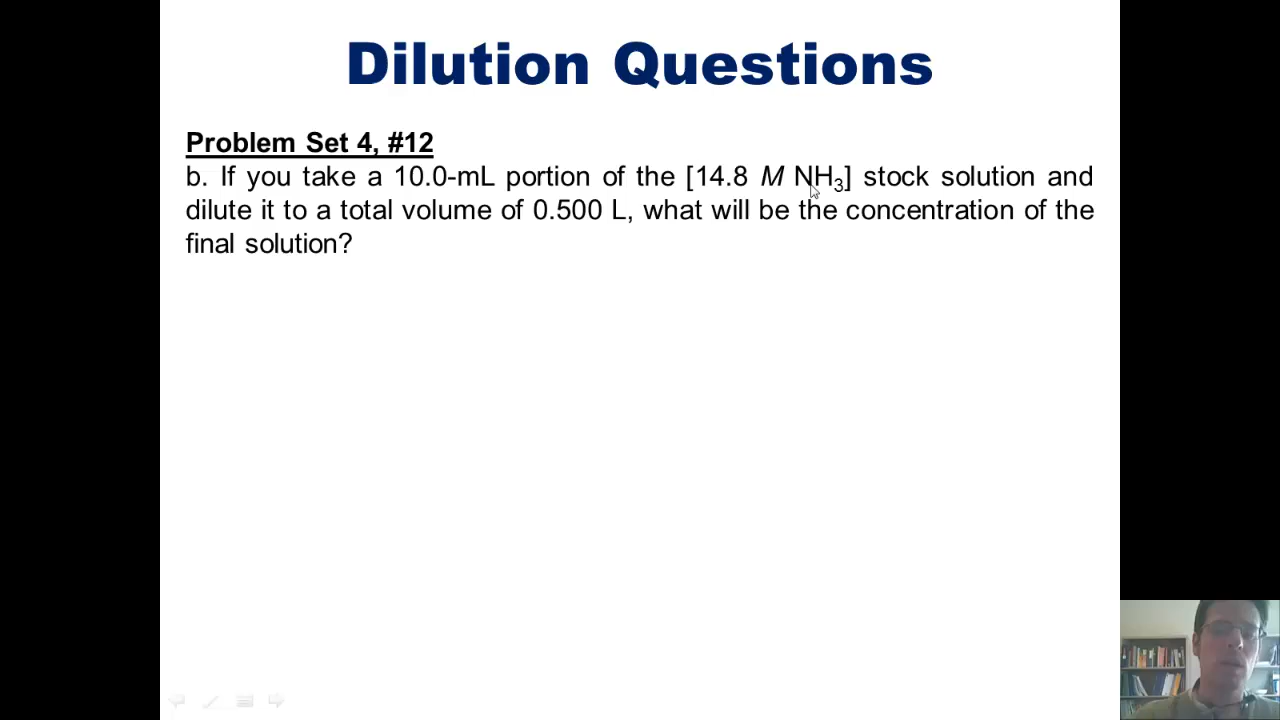 Dilution Questions
Problem Set 4, #12
b. If you take a 10.0-mL portion of the [14.8 M NH₃] stock solution and
dilute it to a total volume of 0.500 L, what will be the concentration of the
final solution?